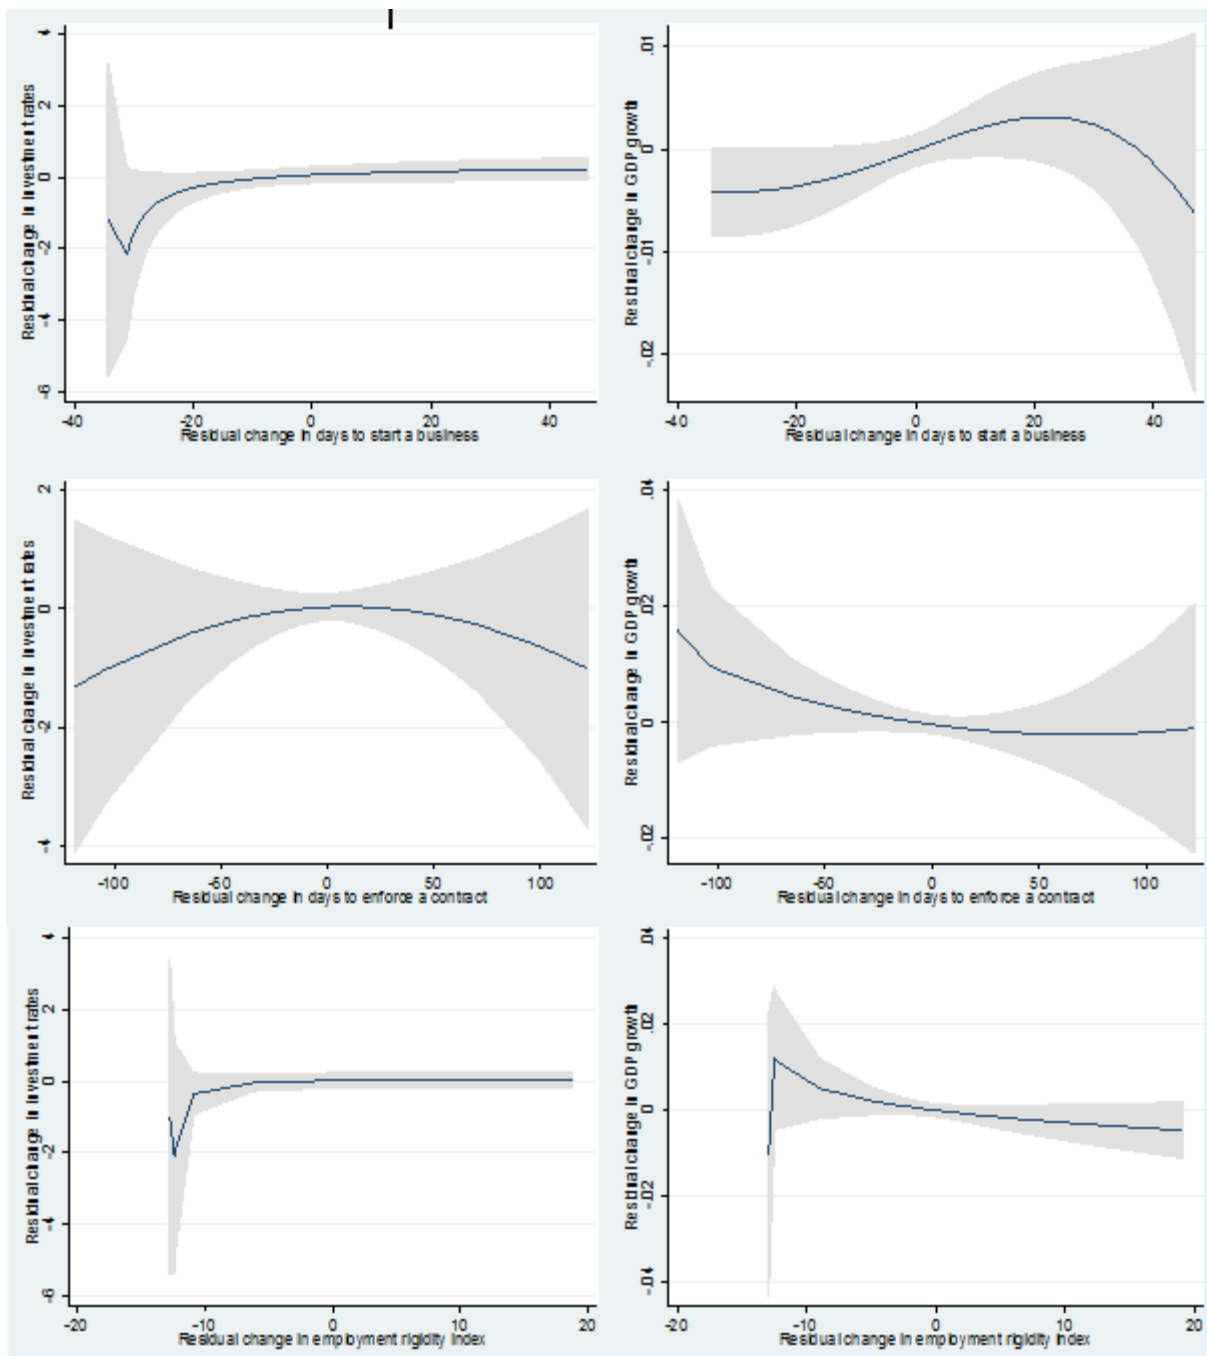 Residual change in investment rates
4
2
0
-2
-4
-6
-40 -20 0 20 40
Residual change in days to start a business
Residual change in GDP growth
.01
0
-.01
-.02
-40 -20 0 20 40
Residual change in days to start a business
Residual change in investment rates
2
0
-2
-4
-100 -50 0 50 100
Residual change in days to enforce a contract
Residual change in GDP growth
.04
.02
0
-.02
-100 -50 0 50 100
Residual change in days to enforce a contract
Residual change in investment rates
4
2
0
-2
-4
-6
-20 -10 0 10 20
Residual change in employment rigidity index
Residual change in GDP growth
.04
.02
0
-.02
-.04
-20 -10 0 10 20
Residual change in employment rigidity index